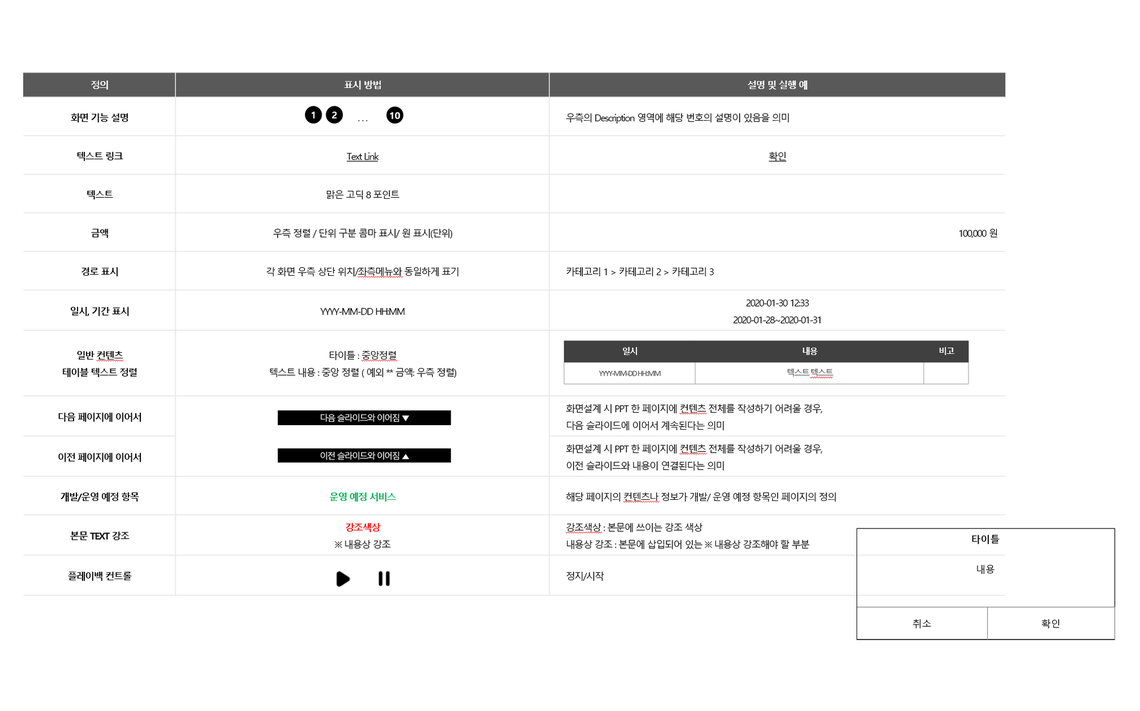 정의 표시 방법 설명 및 실행 예
화면 기능 설명 1 2 … 10 우측의 Description 영역에 해당 번호의 설명이 있음을 의미
텍스트 링크 Text Link 확인
텍스트 맑은 고딕 8 포인트
금액 우측 정렬 / 단위 구분 콤마 표시/ 원 표시(단위) 100,000 원
경로 표시 각 화면 우측 상단 위치/좌측메뉴와 동일하게 표기 카테고리 1 > 카테고리 2 > 카테고리 3
일시, 기간 표시 YYYY-MM-DD HH:MM
2020-01-30 12:33
2020-01-28~2020-01-31
일반 컨텐츠
테이블 텍스트 정렬
타이틀 : 중앙정렬
텍스트 내용 : 중앙 정렬 ( 예외 ** 금액: 우측 정렬)
일시 내용 비고
YYYY-MM-DD HH:MM 텍스트 텍스트
다음 페이지에 이어서 다음 슬라이드와 이어짐 ▼
화면설계 시 PPT 한 페이지에 컨텐츠 전체를 작성하기 어려울 경우,
다음 슬라이드에 이어서 계속된다는 의미
이전 페이지에 이어서 이전 슬라이드와 이어짐 ▲
화면설계 시 PPT 한 페이지에 컨텐츠 전체를 작성하기 어려울 경우,
이전 슬라이드와 내용이 연결된다는 의미
개발/운영 예정 항목 운영 예정 서비스 해당 페이지의 컨텐츠나 정보가 개발/ 운영 예정 항목인 페이지의 정의
본문 TEXT 강조
강조색상
※ 내용상 강조
강조색상 : 본문에 쓰이는 강조 색상
내용상 강조 : 본문에 삽입되어 있는 ※ 내용상 강조해야 할 부분
플레이백 컨트롤 정지/시작
타이틀
내용
취소 확인